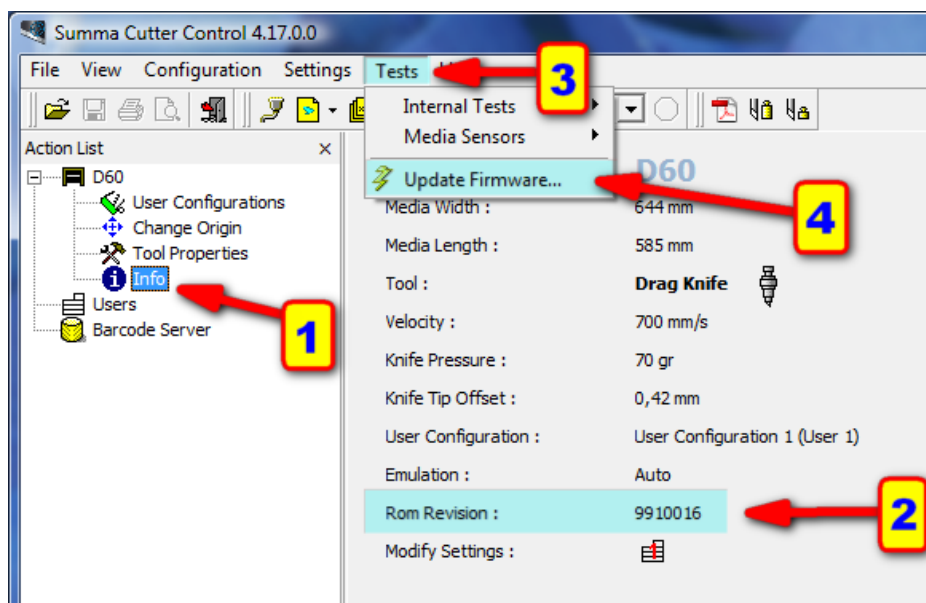 Summa Cutter Control 4.17.0.0
File View Configuration Settings Tests
3
Internal Tests
Media Sensors
Update Firmware...
4
Action List ×
D60
User Configurations
Change Origin
Tool Properties
Info
1
Users
Barcode Server
D60
Media Width : 644 mm
Media Length : 585 mm
Tool : Drag Knife
Velocity : 700 mm/s
Knife Pressure : 70 gr
Knife Tip Offset : 0,42 mm
User Configuration : User Configuration 1 (User 1)
Emulation : Auto
Rom Revision : 9910016
2
Modify Settings :